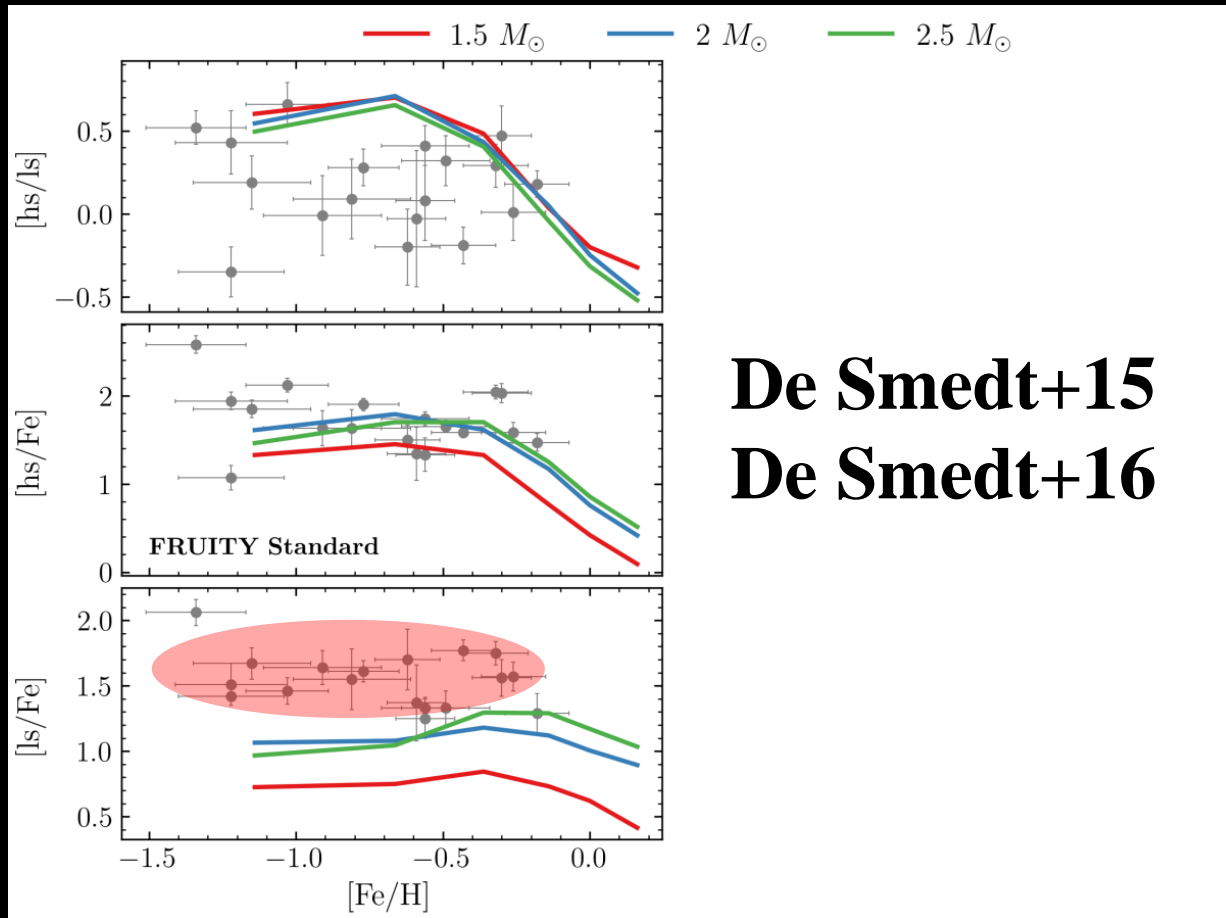 1.5 M⊙ 2 M⊙ 2.5 M⊙
0.5
0.0
−0.5
[hs/ls]
2
1
0
[hs/Fe]
FRUITY Standard
2.0
1.5
1.0
0.5
[ls/Fe]
−1.5 −1.0 −0.5 0.0
[Fe/H]
De Smedt+15
De Smedt+16